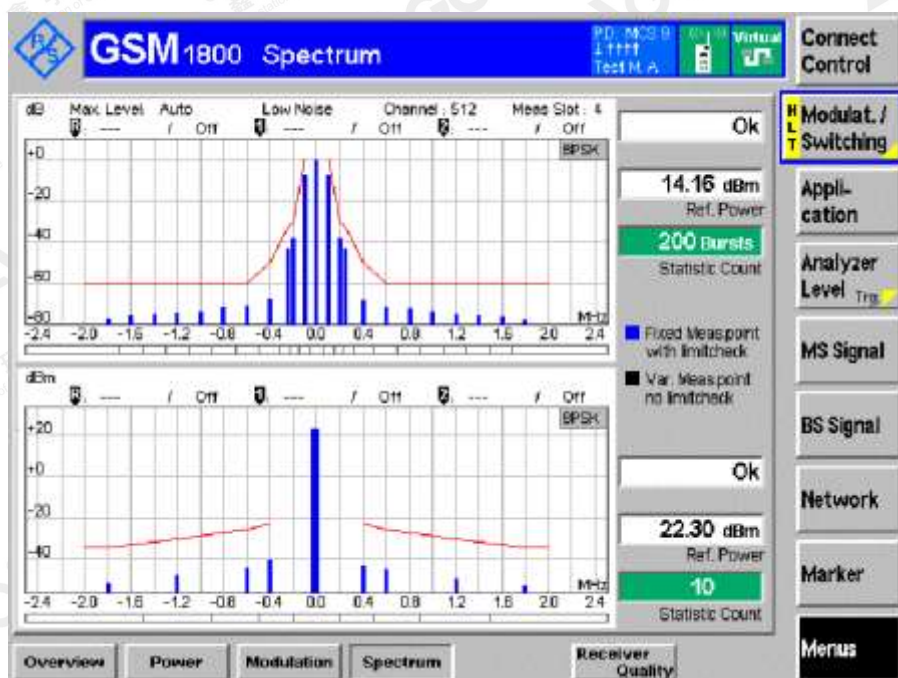 R/S
GSM 1800 Spectrum
PD: MCS 9
Test M. A
Virtual
Connect Control
HLT
Modulat. / Switching
dB Max. Level Auto Low Noise Channel : 512 Meas Slot : 4
--- / Off 1 --- / Off 2 --- / Off
BPSK
+0
-20
-40
-60
-80
MHz
-2.4 -2.0 -1.6 -1.2 -0.8 -0.4 0.0 0.4 0.8 1.2 1.6 2.0 2.4
Ok
14.16 dBm
Ref. Power
200 Bursts
Statistic Count
Fixed Meas.point with limitcheck
Var. Meas.point no limitcheck
Appli- cation
Analyzer Level Trg.
MS Signal
BS Signal
Network
Marker
Menus
dBm
--- / Off 1 --- / Off 2 --- / Off
BPSK
+20
+0
-20
-40
MHz
-2.4 -2.0 -1.6 -1.2 -0.8 -0.4 0.0 0.4 0.8 1.2 1.6 2.0 2.4
Ok
22.30 dBm
Ref. Power
10
Statistic Count
Overview Power Modulation Spectrum Receiver Quality